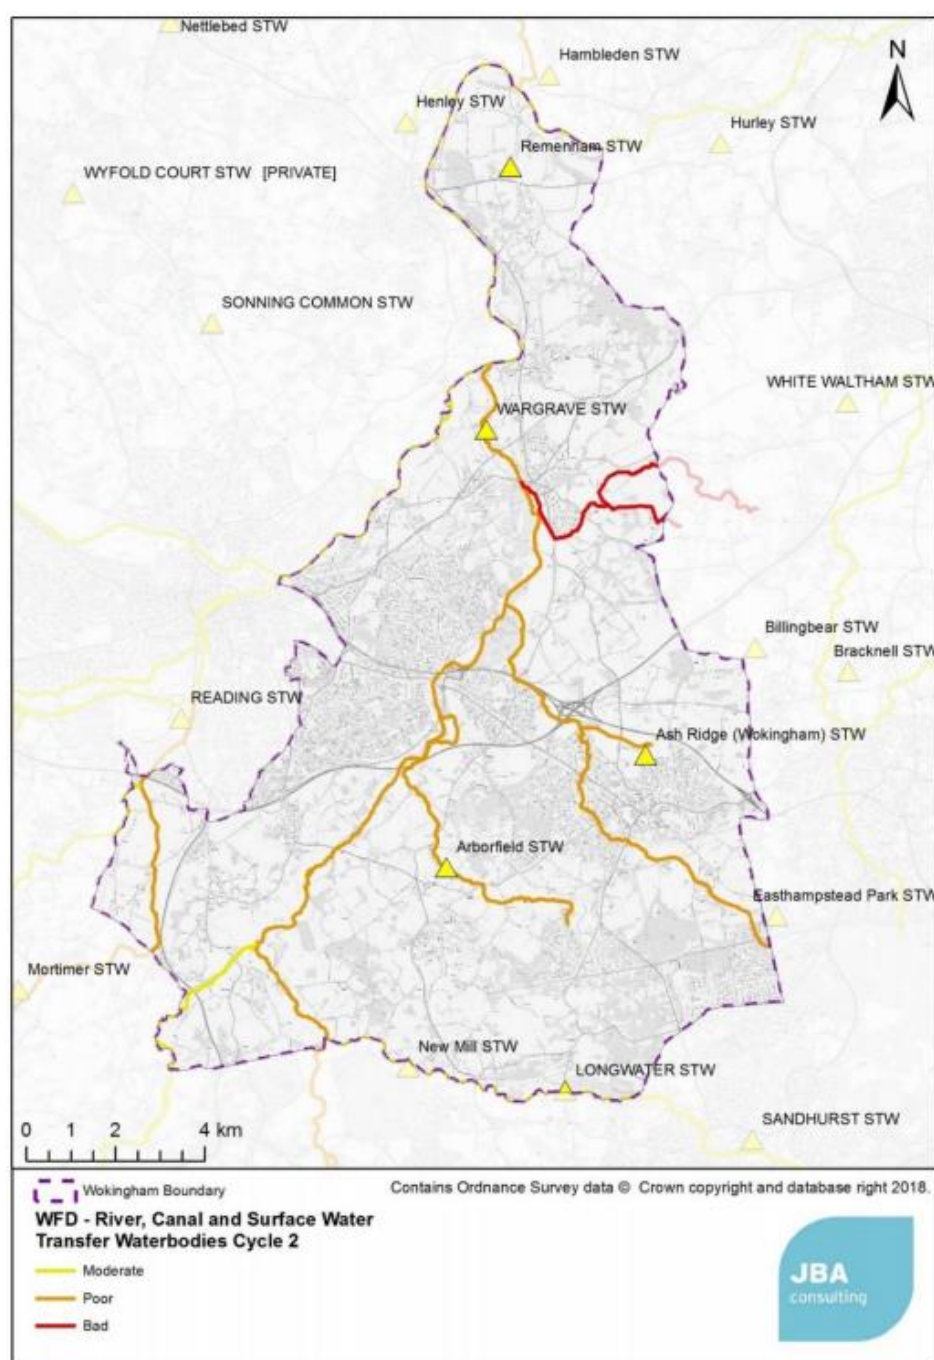 Nettlebed STW
Hambleden STW
N
Henley STW
Hurley STW
Remenham STW
WYFOLD COURT STW [PRIVATE]
SONNING COMMON STW
WHITE WALTHAM STW
WARGRAVE STW
Billingbear STW
Bracknell STW
READING STW
Ash Ridge (Wokingham) STW
Arborfield STW
Easthampstead Park STW
Mortimer STW
New Mill STW
LONGWATER STW
SANDHURST STW
0 1 2 4 km
Wokingham Boundary
Contains Ordnance Survey data © Crown copyright and database right 2018.
WFD - River, Canal and Surface Water
Transfer Waterbodies Cycle 2
Moderate
Poor
Bad
JBA
consulting